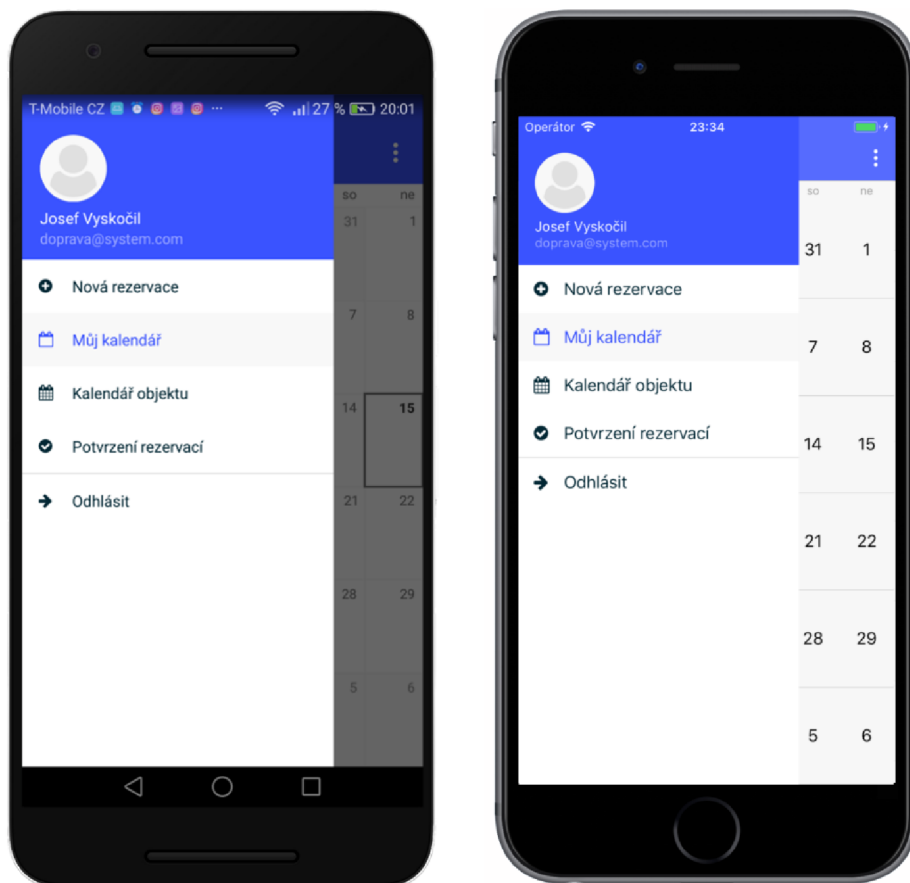 T-Mobile CZ ... 27 % 20:01
Josef Vyskočil
doprava@system.com
Nová rezervace
Můj kalendář
Kalendář objektu
Potvrzení rezervací
Odhlásit
so ne
31 1
7 8
14 15
21 22
28 29
5 6
Operátor 23:34
Josef Vyskočil
doprava@system.com
Nová rezervace
Můj kalendář
Kalendář objektu
Potvrzení rezervací
Odhlásit
so ne
31 1
7 8
14 15
21 22
28 29
5 6